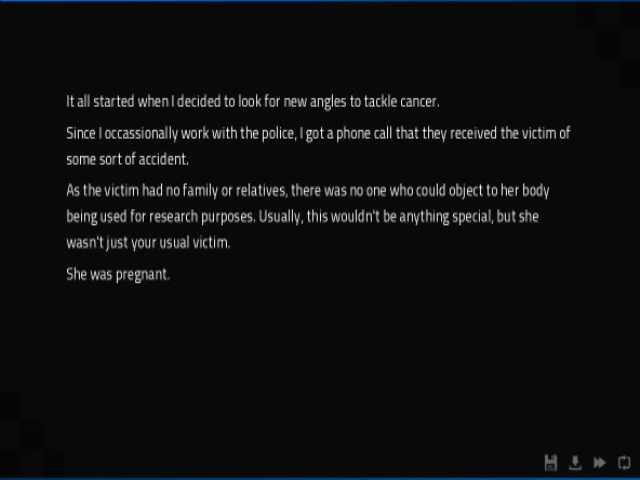 It all started when I decided to look for new angles to tackle cancer.
Since I occassionally work with the police, I got a phone call that they received the victim of
some sort of accident.
As the victim had no family or relatives, there was no one who could object to her body
being used for research purposes. Usually, this wouldn't be anything special, but she
wasn't just your usual victim.
She was pregnant.